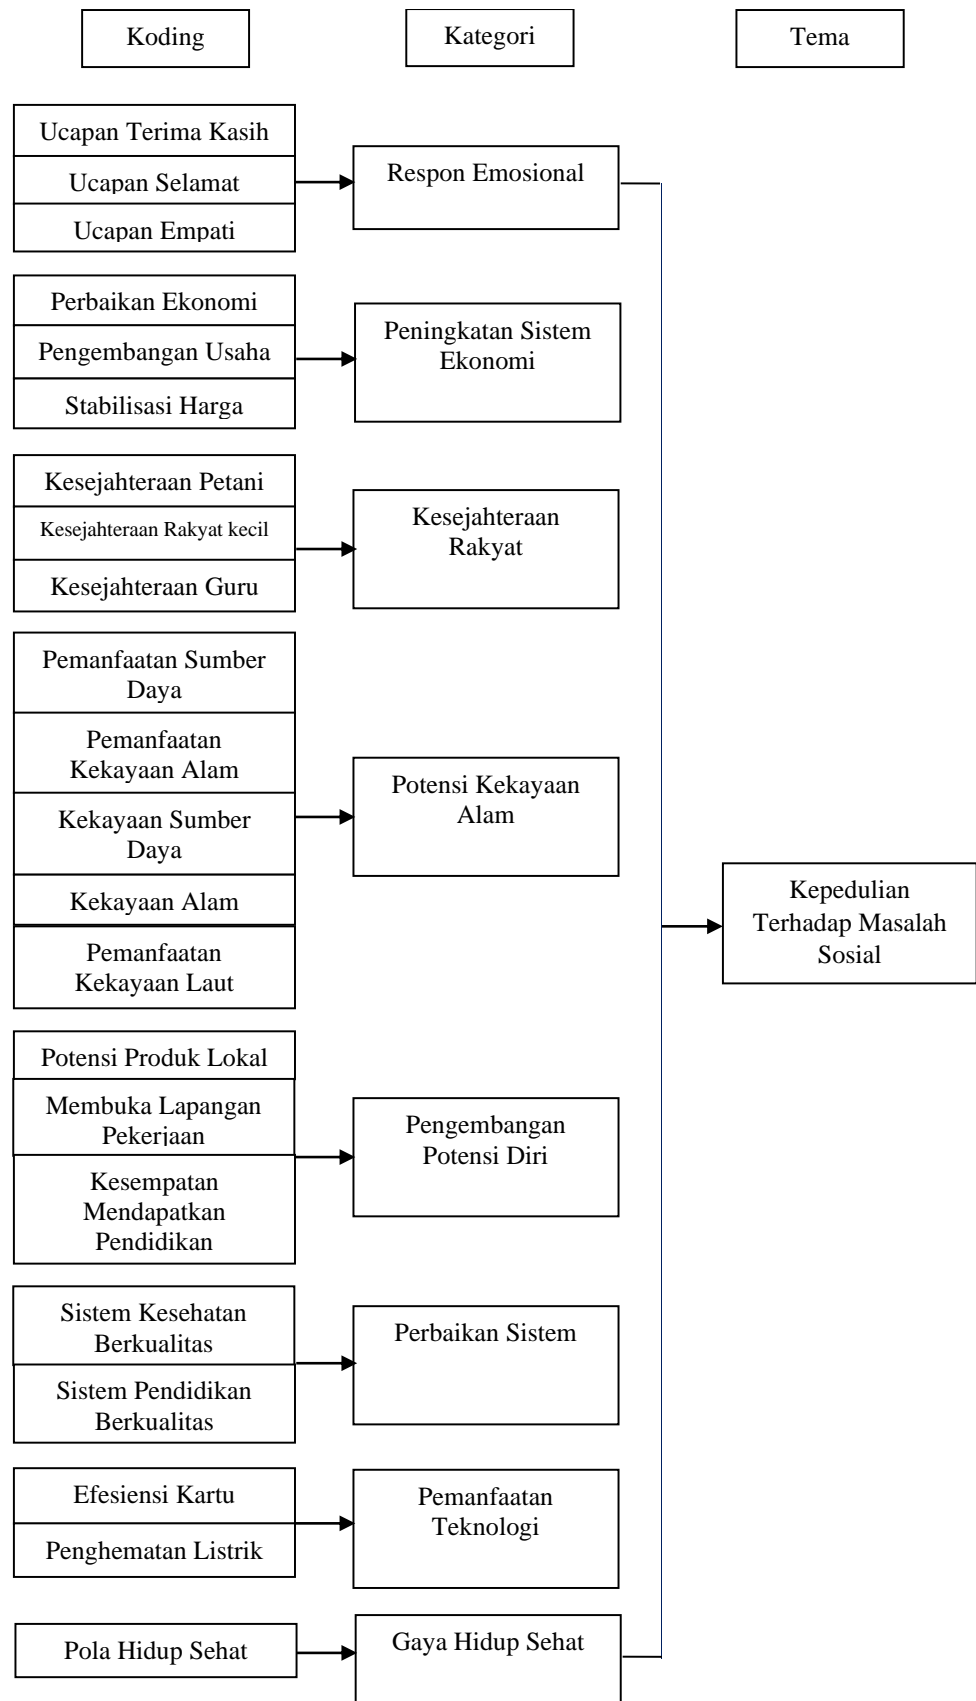 Koding
Kategori
Tema
Ucapan Terima Kasih
Ucapan Selamat
Ucapan Empati
Respon Emosional
Perbaikan Ekonomi
Pengembangan Usaha
Stabilisasi Harga
Peningkatan Sistem
Ekonomi
Kesejahteraan Petani
Kesejahteraan Rakyat kecil
Kesejahteraan Guru
Kesejahteraan
Rakyat
Pemanfaatan Sumber
Daya
Pemanfaatan
Kekayaan Alam
Kekayaan Sumber
Daya
Kekayaan Alam
Pemanfaatan
Kekayaan Laut
Potensi Kekayaan
Alam
Kepedulian
Terhadap Masalah
Sosial
Potensi Produk Lokal
Membuka Lapangan
Pekerjaan
Kesempatan
Mendapatkan
Pendidikan
Pengembangan
Potensi Diri
Sistem Kesehatan
Berkualitas
Sistem Pendidikan
Berkualitas
Perbaikan Sistem
Efesiensi Kartu
Penghematan Listrik
Pemanfaatan
Teknologi
Pola Hidup Sehat
Gaya Hidup Sehat